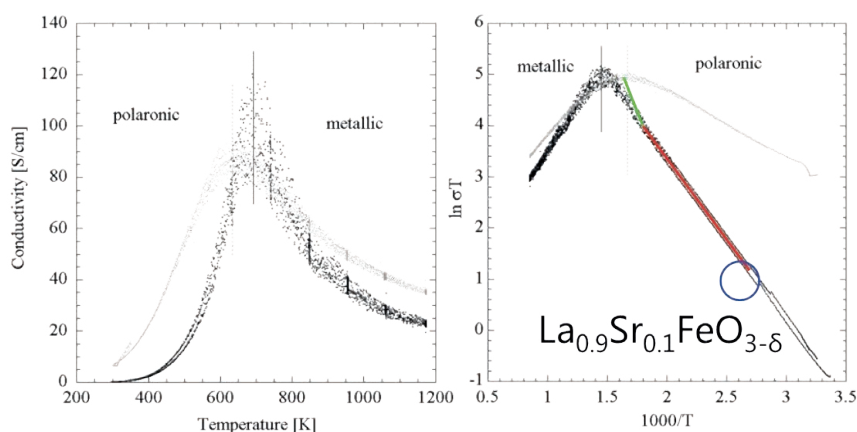 140
120
100
80
60
40
20
0
Conductivity [S/cm]
polaronic
metallic
200 400 600 800 1000 1200
Temperature [K]
6
5
4
3
2
1
0
-1
ln σT
metallic
polaronic
La0.9Sr0.1FeO3-δ
0.5 1 1.5 2 2.5 3 3.5
1000/T